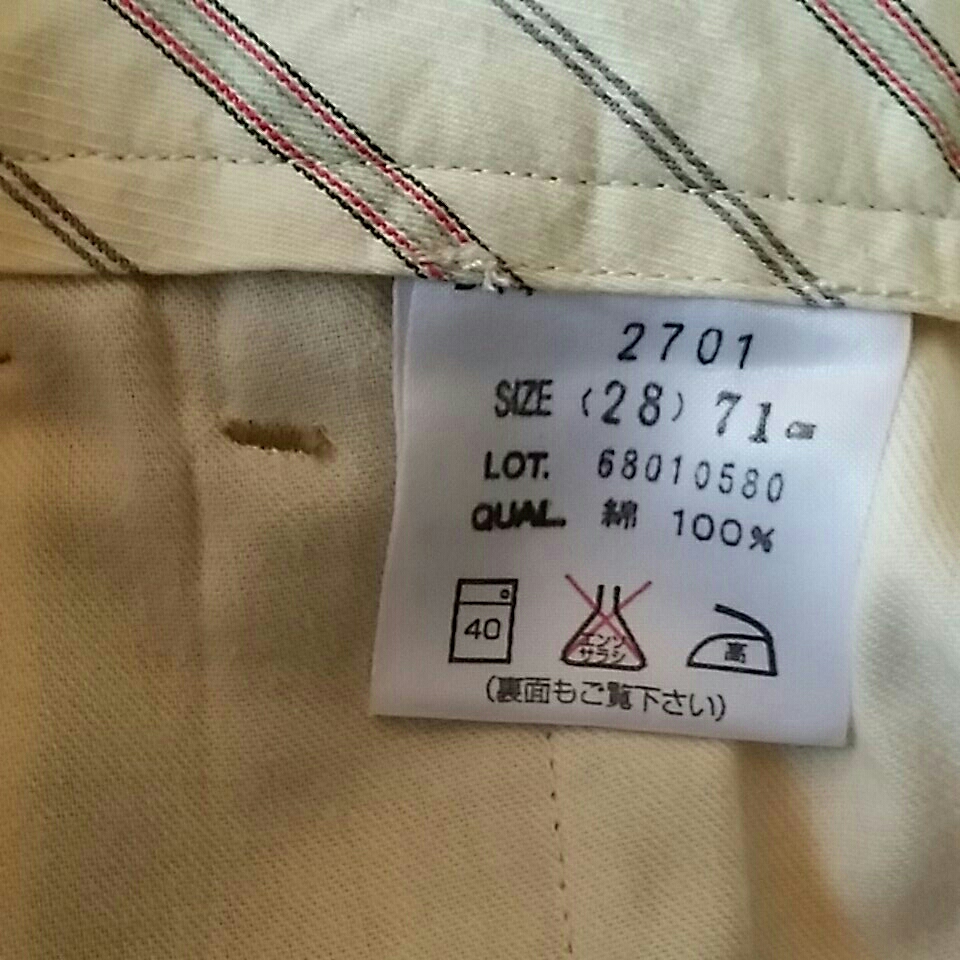 2701
SIZE (28) 71cm
LOT. 68010580
QUAL. 綿 100%
40
エンソ
サラシ
高
(裏面もご覧下さい)